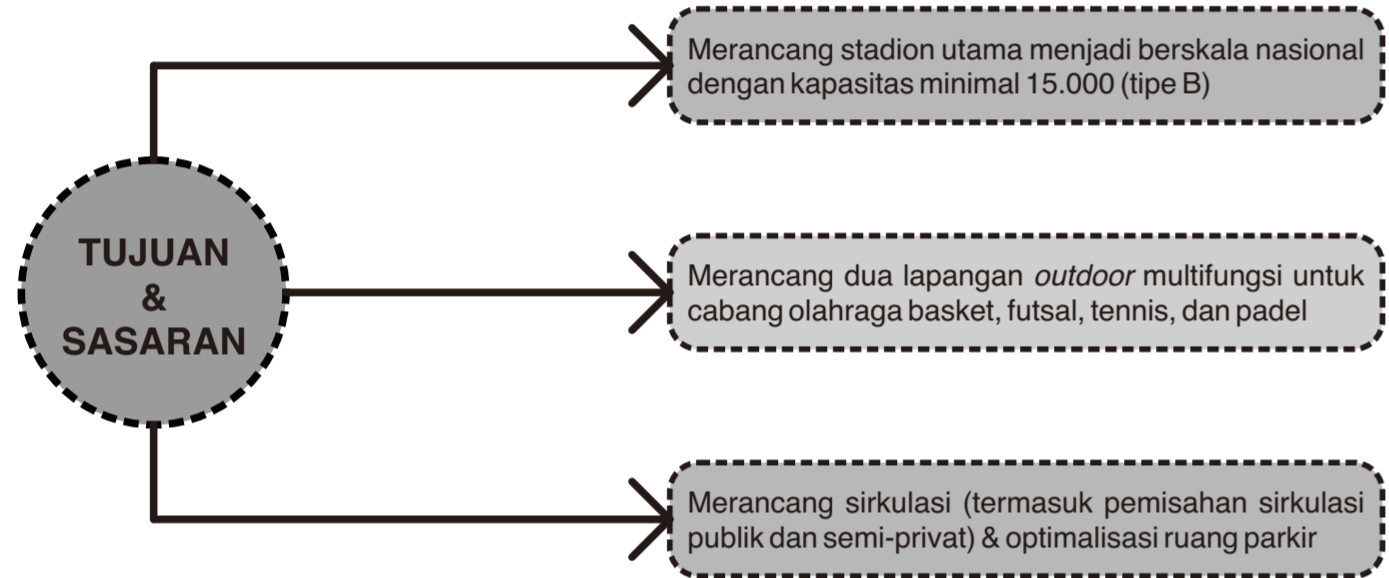 TUJUAN
&
SASARAN
Merancang stadion utama menjadi berskala nasional
dengan kapasitas minimal 15.000 (tipe B)
Merancang dua lapangan outdoor multifungsi untuk
cabang olahraga basket, futsal, tennis, dan padel
Merancang sirkulasi (termasuk pemisahan sirkulasi
publik dan semi-privat) & optimalisasi ruang parkir